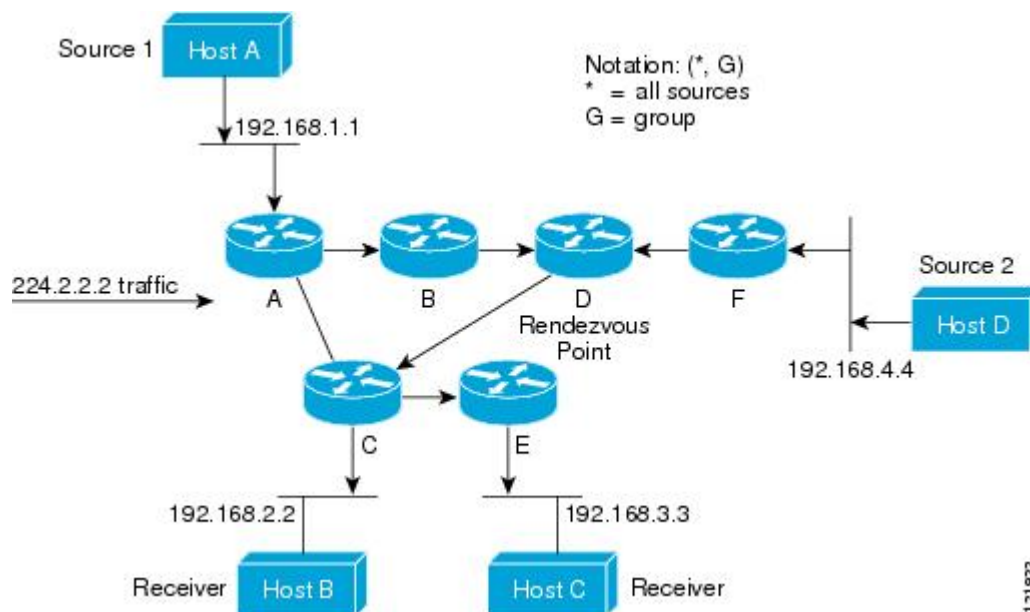 Source 1
Host A
Notation: (*, G)
* = all sources
G = group
192.168.1.1
224.2.2.2 traffic
A
B
D
F
Rendezvous
Point
Source 2
Host D
192.168.4.4
C
E
192.168.2.2
192.168.3.3
Receiver
Host B
Host C
Receiver